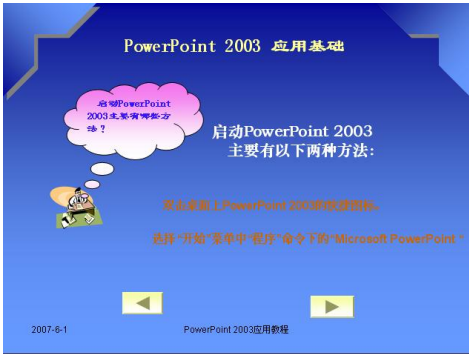 PowerPoint 2003 应用基础
启动PowerPoint
2003主要有哪些方
法？
启动PowerPoint 2003
主要有以下两种方法：
双击桌面上PowerPoint 2003的快捷图标。
选择“开始”菜单中“程序”命令下的“Microsoft PowerPoint ”
2007-6-1
PowerPoint 2003应用教程